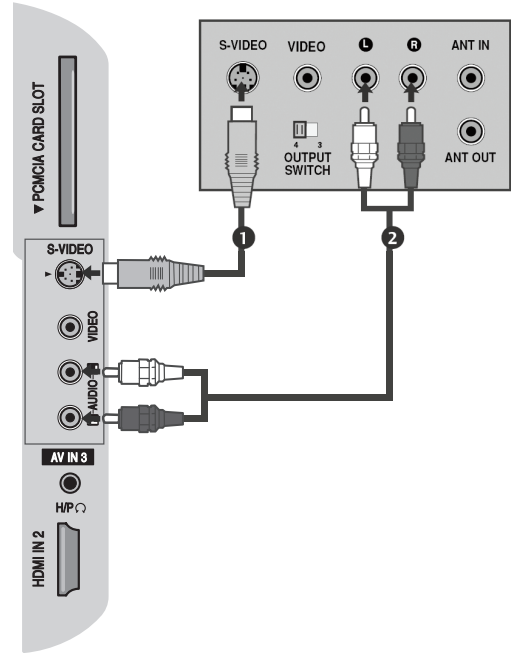 S-VIDEO VIDEO L R ANT IN
4 3
OUTPUT
SWITCH
ANT OUT
1
2
PCMCIA CARD SLOT
S-VIDEO
VIDEO
AUDIO
AV IN 3
H/P
HDMI IN 2